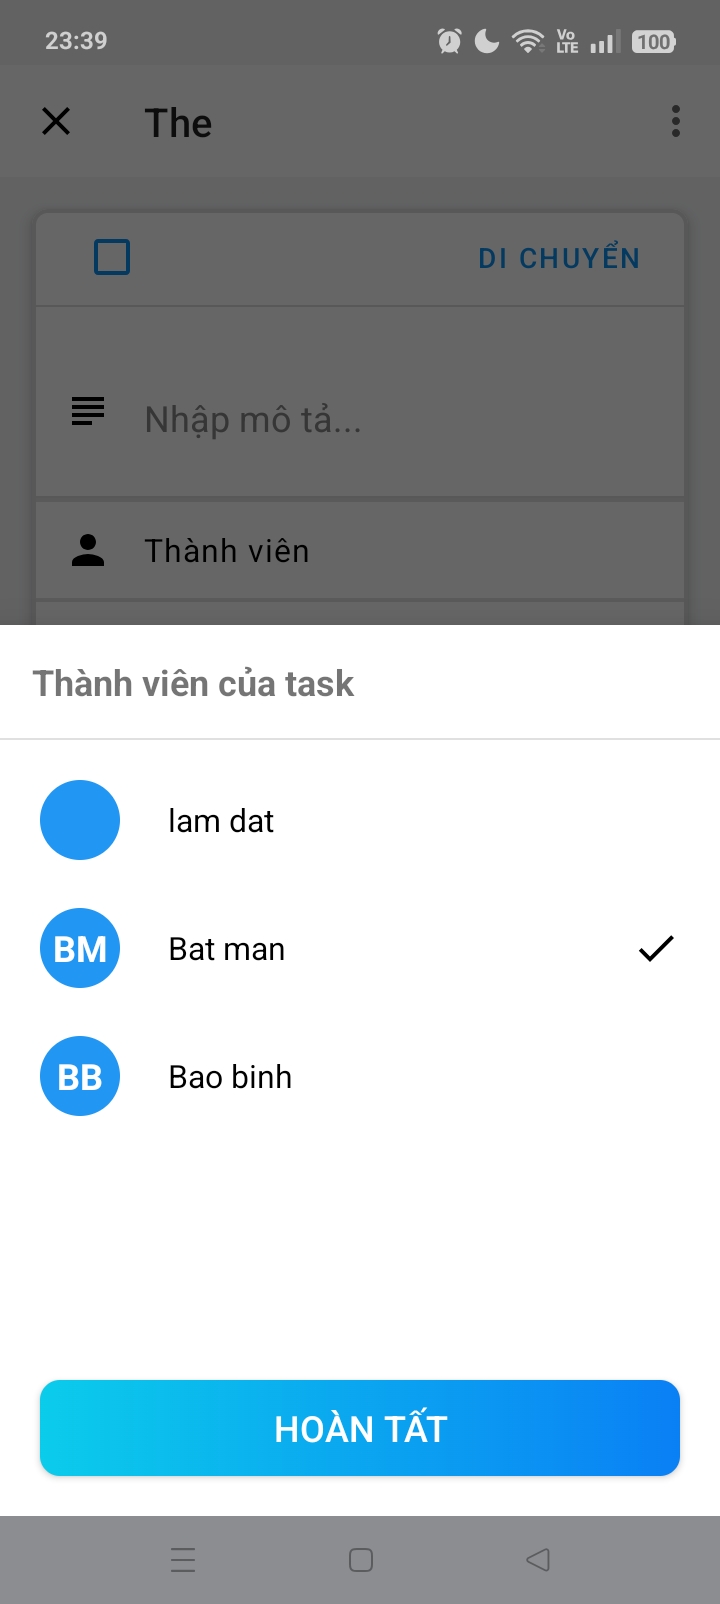 23:39
Vo
LTE
100
The
DI CHUYỂN
Nhập mô tả...
Thành viên
Thành viên của task
lam dat
BM
Bat man
BB
Bao binh
HOÀN TẤT